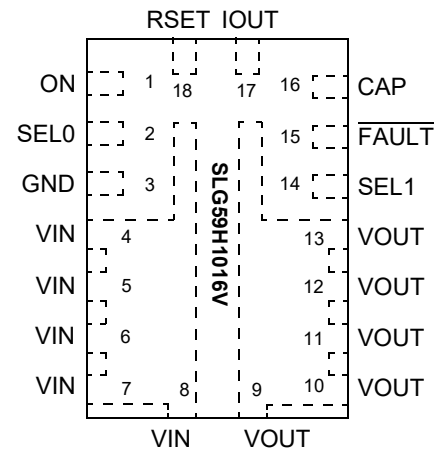 RSET IOUT
ON 1 18 17 16 CAP
SEL0 2 15 FAULT
GND 3 14 SEL1
SLG59H1016V
VIN 4 13 VOUT
VIN 5 12 VOUT
VIN 6 11 VOUT
VIN 7 8 9 10 VOUT
VIN VOUT